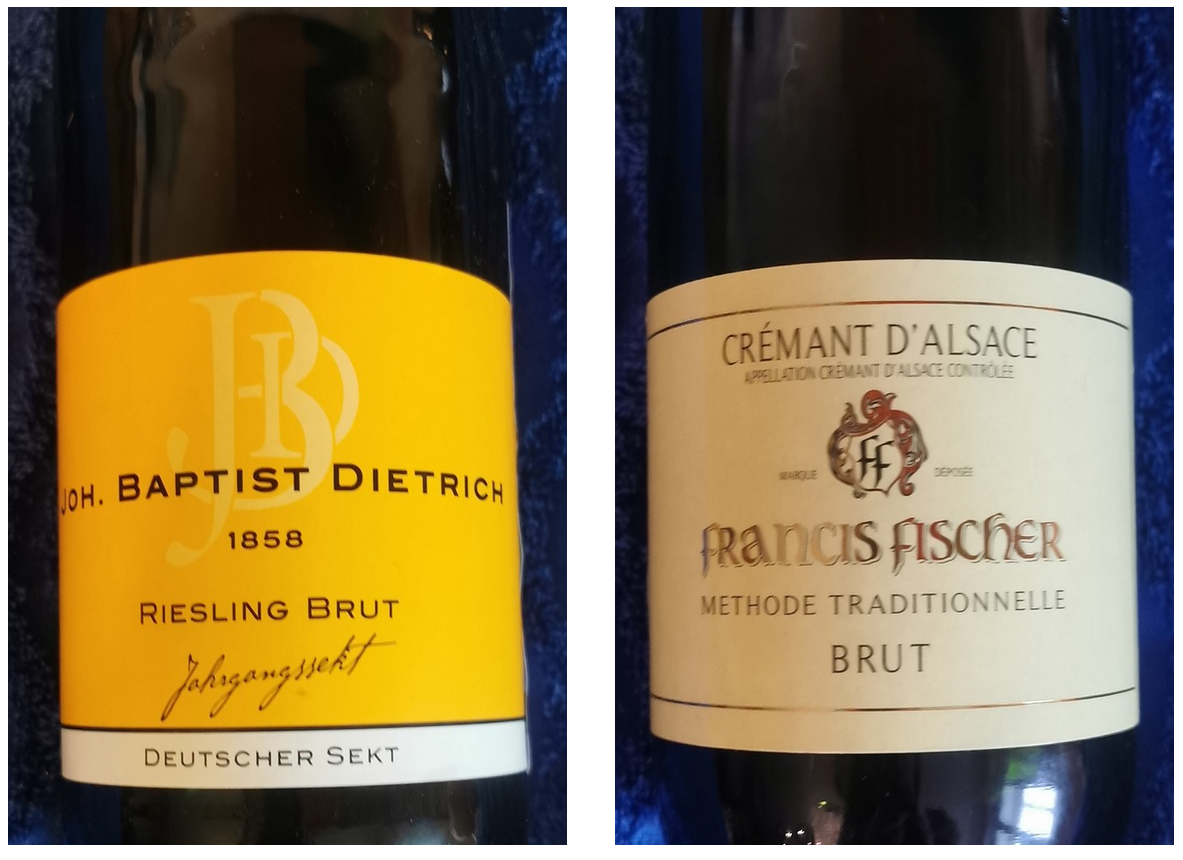 JBD
JOH. BAPTIST DIETRICH
1858
RIESLING BRUT
Jahrgangssekt
DEUTSCHER SEKT
CRÉMANT D'ALSACE
APPELLATION CRÉMANT D'ALSACE CONTRÔLÉE
FF
MARQUE DÉPOSÉE
FRANCIS FISCHER
METHODE TRADITIONNELLE
BRUT